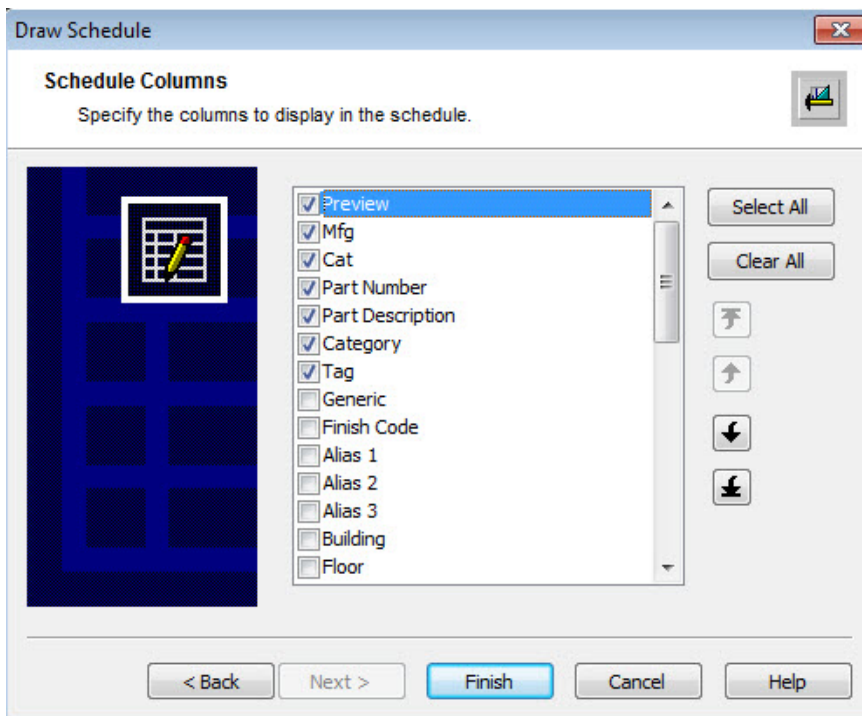 Draw Schedule
Schedule Columns
Specify the columns to display in the schedule.
Preview
Mfg
Cat
Part Number
Part Description
Category
Tag
Generic
Finish Code
Alias 1
Alias 2
Alias 3
Building
Floor
Select All
Clear All
< Back
Next >
Finish
Cancel
Help